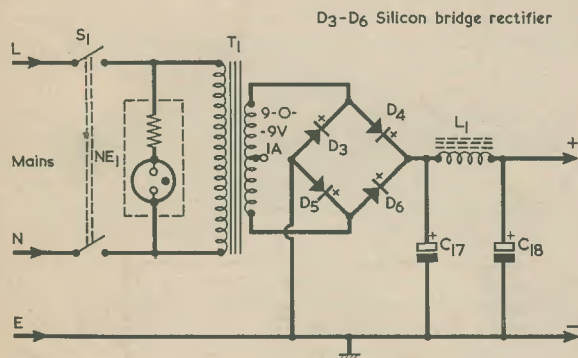 D3-D6 Silicon bridge rectifier
S1
L
T1
9-0-
-9V
1A
D4
D3
L1
+
Mains
NE1
D5
D6
+
C17
+
C18
N
E
−